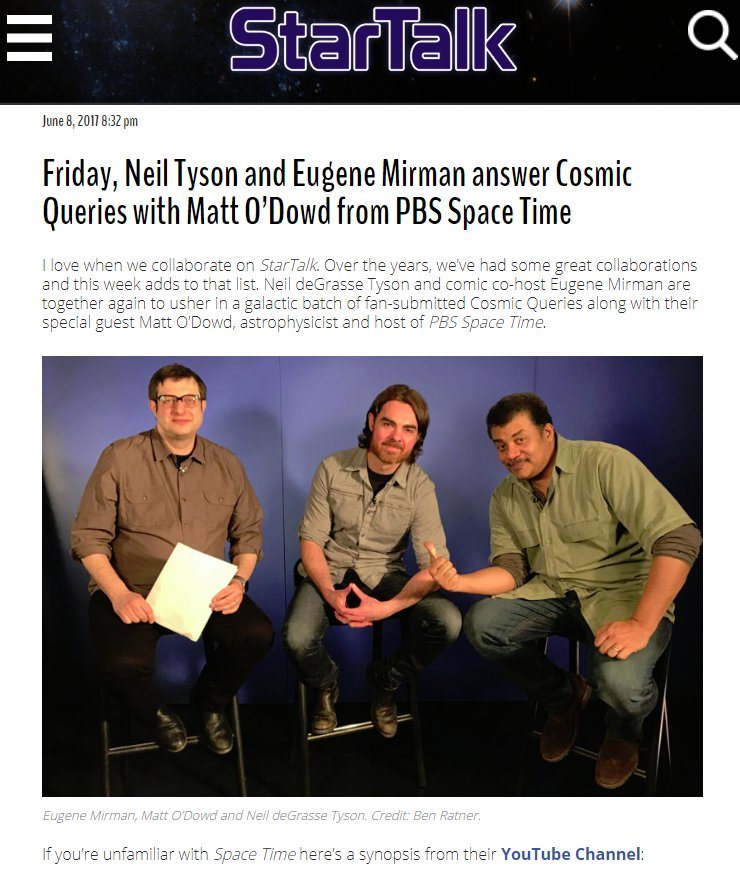 StarTalk
June 8, 2017 8:32 pm
Friday, Neil Tyson and Eugene Mirman answer Cosmic
Queries with Matt O’Dowd from PBS Space Time
I love when we collaborate on StarTalk. Over the years, we’ve had some great collaborations
and this week adds to that list. Neil deGrasse Tyson and comic co-host Eugene Mirman are
together again to usher in a galactic batch of fan-submitted Cosmic Queries along with their
special guest Matt O’Dowd, astrophysicist and host of PBS Space Time.
Eugene Mirman, Matt O’Dowd and Neil deGrasse Tyson. Credit: Ben Ratner.
If you’re unfamiliar with Space Time here’s a synopsis from their YouTube Channel: